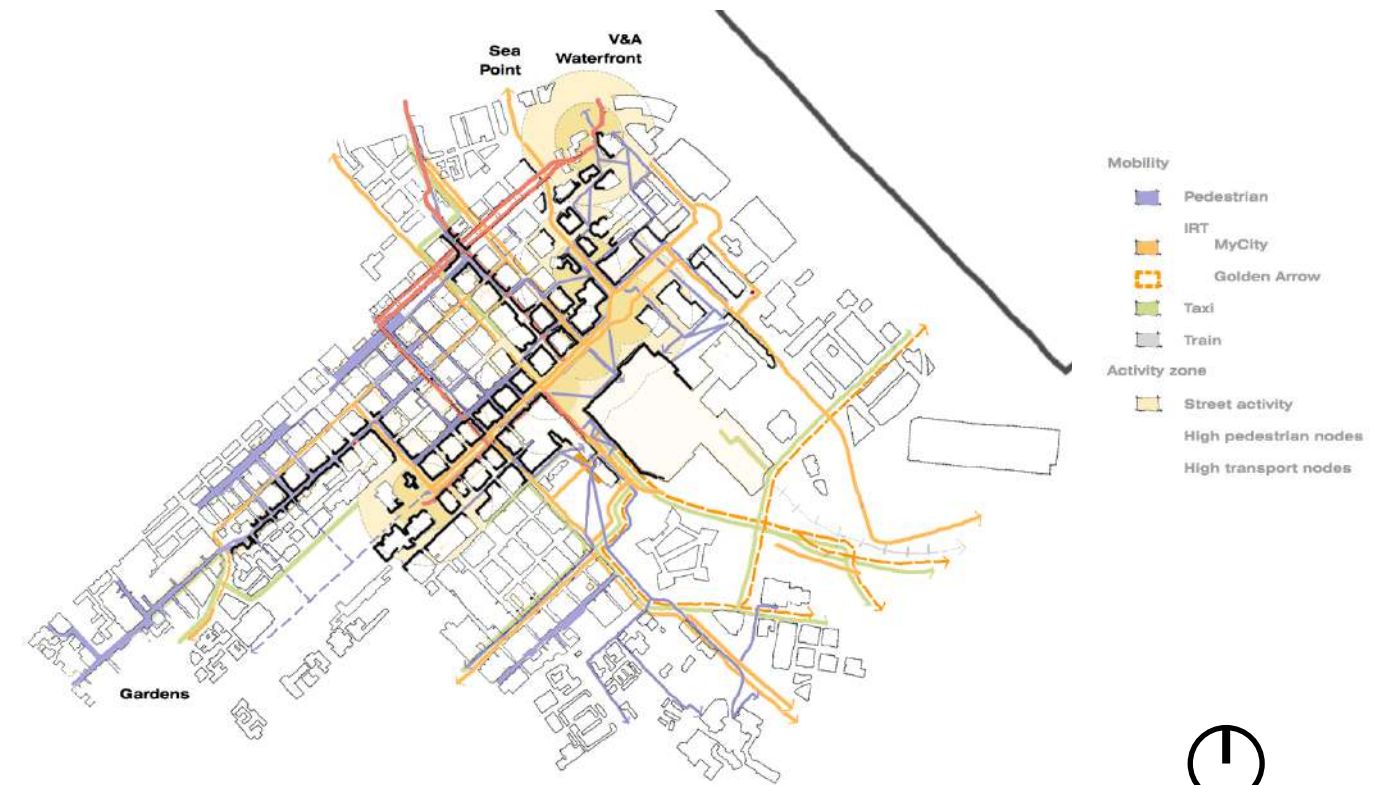 V&A
Waterfront
Sea
Point
Gardens
Mobility
Pedestrian
IRT
MyCity
Golden Arrow
Taxi
Train
Activity zone
Street activity
High pedestrian nodes
High transport nodes